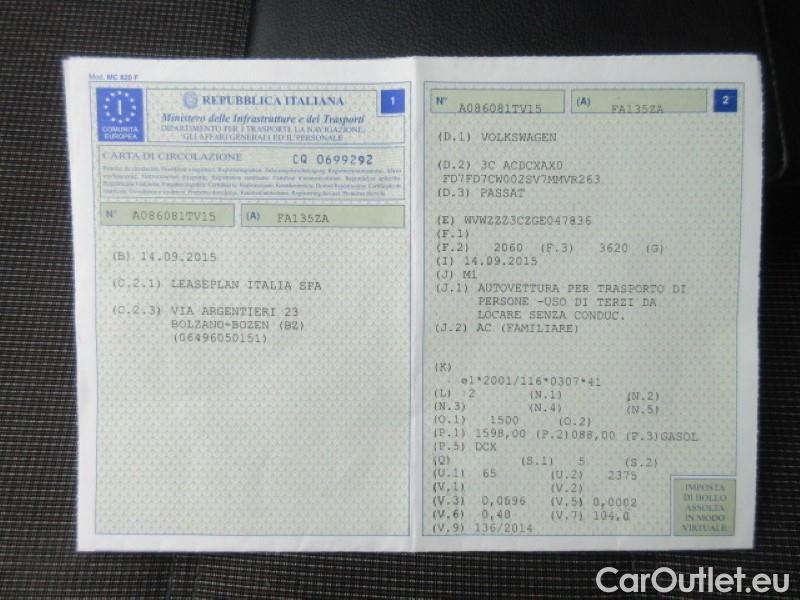 Mod. MC 820 F
I
COMUNITÀ
EUROPEA
REPUBBLICA ITALIANA
Ministero delle Infrastrutture e dei Trasporti
DIPARTIMENTO PER I TRASPORTI, LA NAVIGAZIONE,
GLI AFFARI GENERALI ED IL PERSONALE
1
CARTA DI CIRCOLAZIONE CQ 0699292
N° A086081TV15 (A) FA135ZA
(B) 14.09.2015
(C.2.1) LEASEPLAN ITALIA SPA
(C.2.3) VIA ARGENTIERI 23
BOLZANO-BOZEN (BZ)
(06496050151)
N° A086081TV15 (A) FA135ZA 2
(D.1) VOLKSWAGEN
(D.2) 3C ACDCXAX0
FD7FD7CW002SV7MMVR263
(D.3) PASSAT
(E) WVWZZZ3CZGE047836
(F.1)
(F.2) 2060 (F.3) 3620 (G)
(I) 14.09.2015
(J) M1
(J.1) AUTOVETTURA PER TRASPORTO DI
PERSONE -USO DI TERZI DA
LOCARE SENZA CONDUC.
(J.2) AC (FAMILIARE)
(K)
e1*2001/116*0307*41
(L) 2 (N.1) (N.2)
(N.3) (N.4) (N.5)
(O.1) 1500 (O.2)
(P.1) 1598,00 (P.2) 088,00 (P.3) GASOL
(P.5) DCX
(Q) (S.1) 5 (S.2)
(U.1) 65 (U.2) 2375
(V.1) (V.2)
(V.3) 0,0696 (V.5) 0,0002
(V.6) 0,40 (V.7) 104,0
(V.9) 136/2014
IMPOSTA
DI BOLLO
ASSOLTA
IN MODO
VIRTUALE
CarOutlet.eu